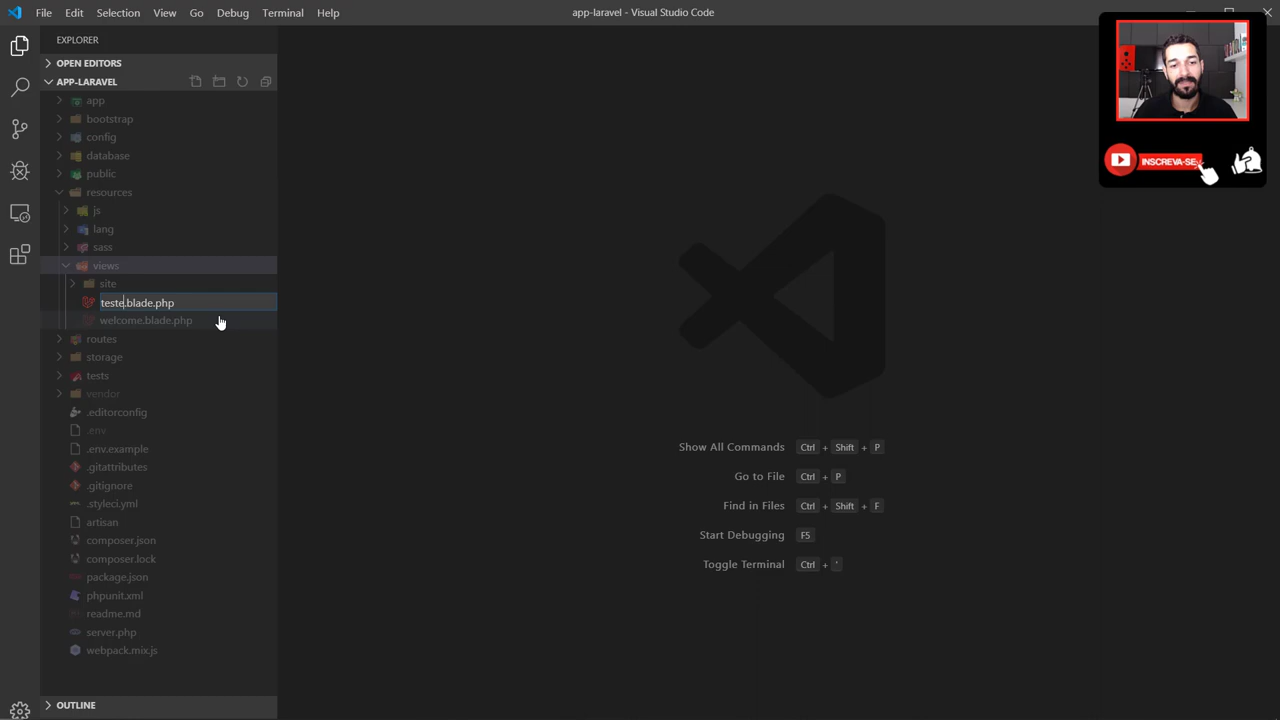 File Edit Selection View Go Debug Terminal Help
app-laravel - Visual Studio Code
EXPLORER
OPEN EDITORS
APP-LARAVEL
app
bootstrap
config
database
public
resources
js
lang
sass
views
site
teste.blade.php
welcome.blade.php
routes
storage
tests
vendor
.editorconfig
.env
.env.example
.gitattributes
.gitignore
.styleci.yml
artisan
composer.json
composer.lock
package.json
phpunit.xml
readme.md
server.php
webpack.mix.js
OUTLINE
Show All Commands Ctrl + Shift + P
Go to File Ctrl + P
Find in Files Ctrl + Shift + F
Start Debugging F5
Toggle Terminal Ctrl + '
INSCREVA-SE